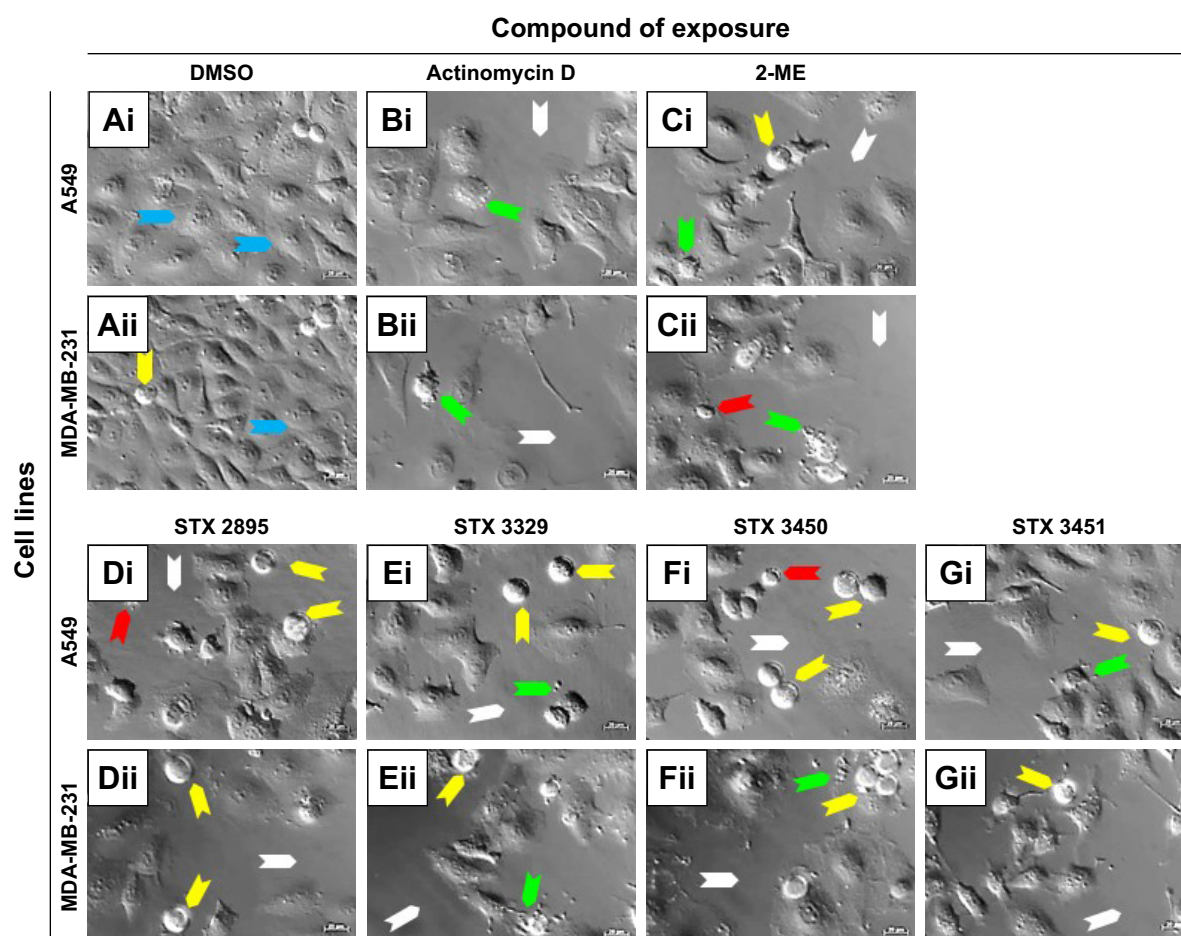 Compound of exposure
DMSO Actinomycin D 2-ME
Cell lines
A549
Ai Bi Ci
MDA-MB-231
Aii Bii Cii
STX 2895 STX 3329 STX 3450 STX 3451
A549
Di Ei Fi Gi
MDA-MB-231
Dii Eii Fii Gii